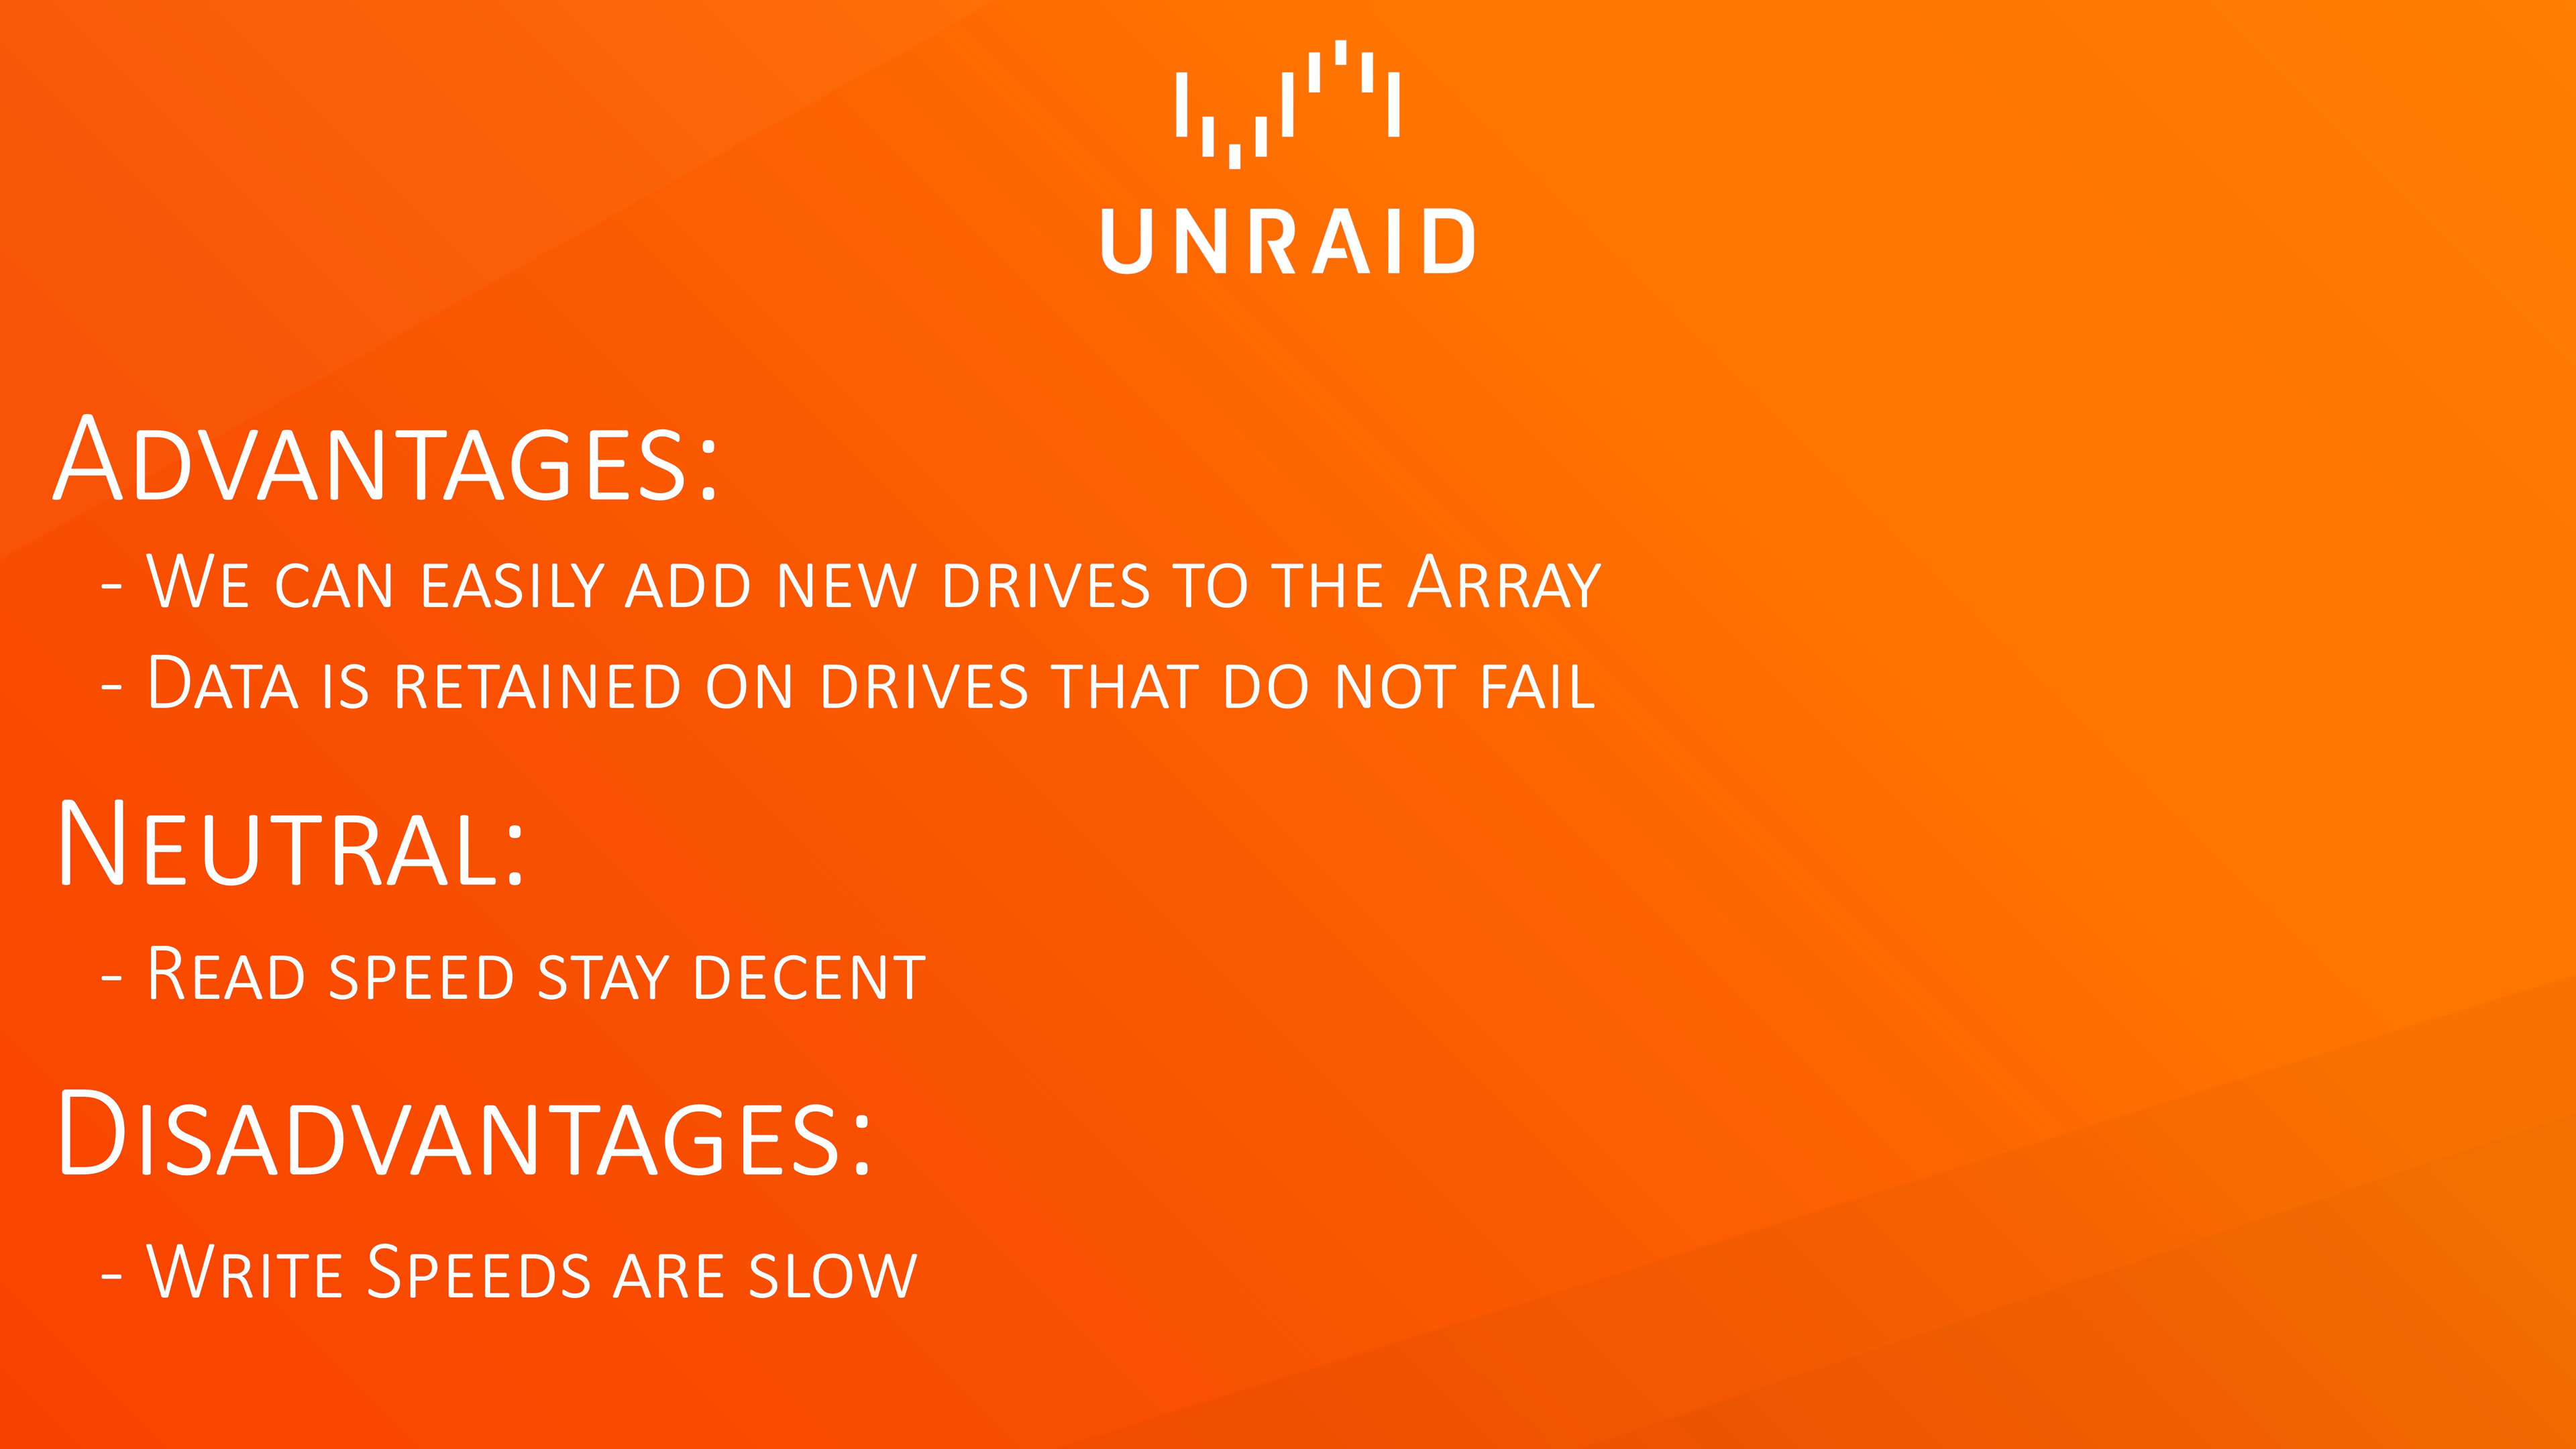 UNRAID
Advantages:
- We can easily add new drives to the Array
- Data is retained on drives that do not fail
Neutral:
- Read speed stay decent
Disadvantages:
- Write Speeds are slow